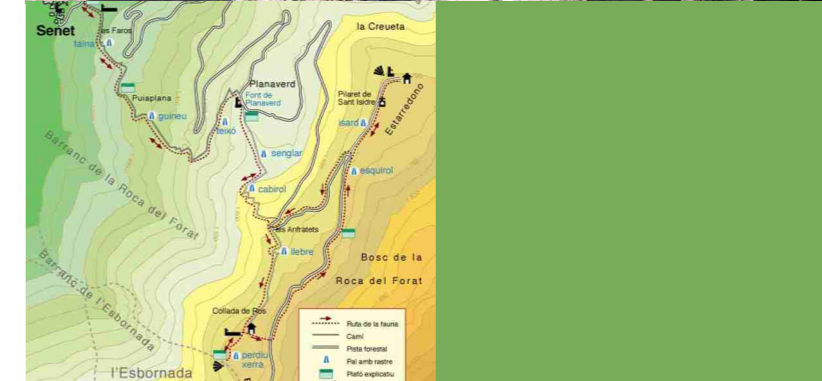 Senet
es Faros
la Creueta
faina
Puiaplana
guineu
teixó
Planaverd
Font de
Planaverd
Pilaret de
Sant Isidre
Estarredono
isard
senglar
esquirol
cabirol
Barranc de la Roca del Forat
els Anfratets
llebre
Bosc de la
Roca del Forat
Barranc de l'Esbornada
Collada de Ros
perdiu
xerra
l'Esbornada
Ruta de la fauna
Camí
Pista forestal
Pal amb rastre
Plafó explicatiu